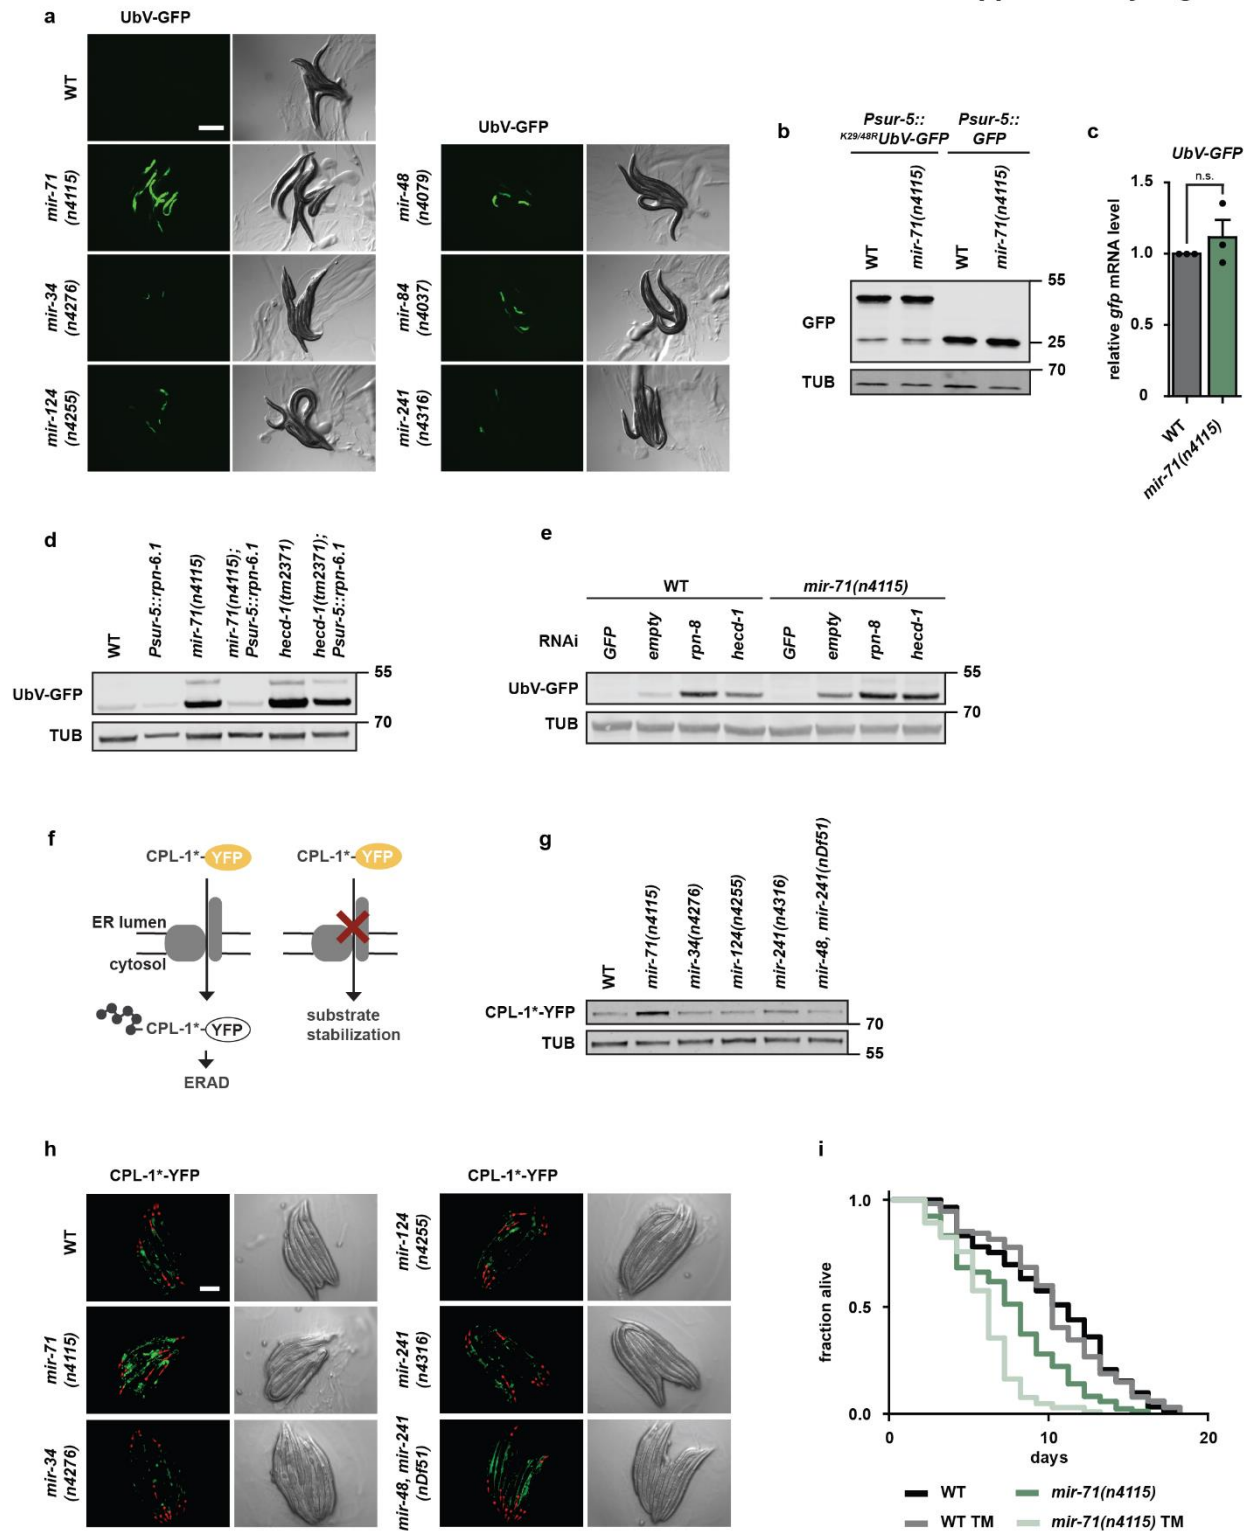 a
UbV-GFP
WT
mir-71
(n4115)
mir-34
(n4276)
mir-124
(n4255)
UbV-GFP
mir-48
(n4079)
mir-84
(n4037)
mir-241
(n4316)
b
Psur-5::
K29/48RUbV-GFP
Psur-5::
GFP
WT
mir-71(n4115)
WT
mir-71(n4115)
GFP
55
25
70
TUB
c
UbV-GFP
n.s.
relative gfp mRNA level
1.5
1.0
0.5
0
WT
mir-71(n4115)
d
WT
Psur-5::rpn-6.1
mir-71(n4115)
mir-71(n4115);
Psur-5::rpn-6.1
hecd-1(tm2371)
hecd-1(tm2371);
Psur-5::rpn-6.1
UbV-GFP
55
70
TUB
e
WT
mir-71(n4115)
RNAi
GFP
empty
rpn-8
hecd-1
GFP
empty
rpn-8
hecd-1
UbV-GFP
55
70
TUB
f
CPL-1*-YFP
CPL-1*-YFP
ER lumen
cytosol
CPL-1*-YFP
ERAD
substrate
stabilization
g
WT
mir-71(n4115)
mir-34(n4276)
mir-124(n4255)
mir-241(n4316)
mir-48, mir-241(nDf51)
CPL-1*-YFP
70
TUB
55
h
CPL-1*-YFP
WT
mir-71
(n4115)
mir-34
(n4276)
CPL-1*-YFP
mir-124
(n4255)
mir-241
(n4316)
mir-48, mir-241
(nDf51)
i
fraction alive
1.0
0.5
0.0
0
10
20
days
WT
mir-71(n4115)
WT TM
mir-71(n4115) TM